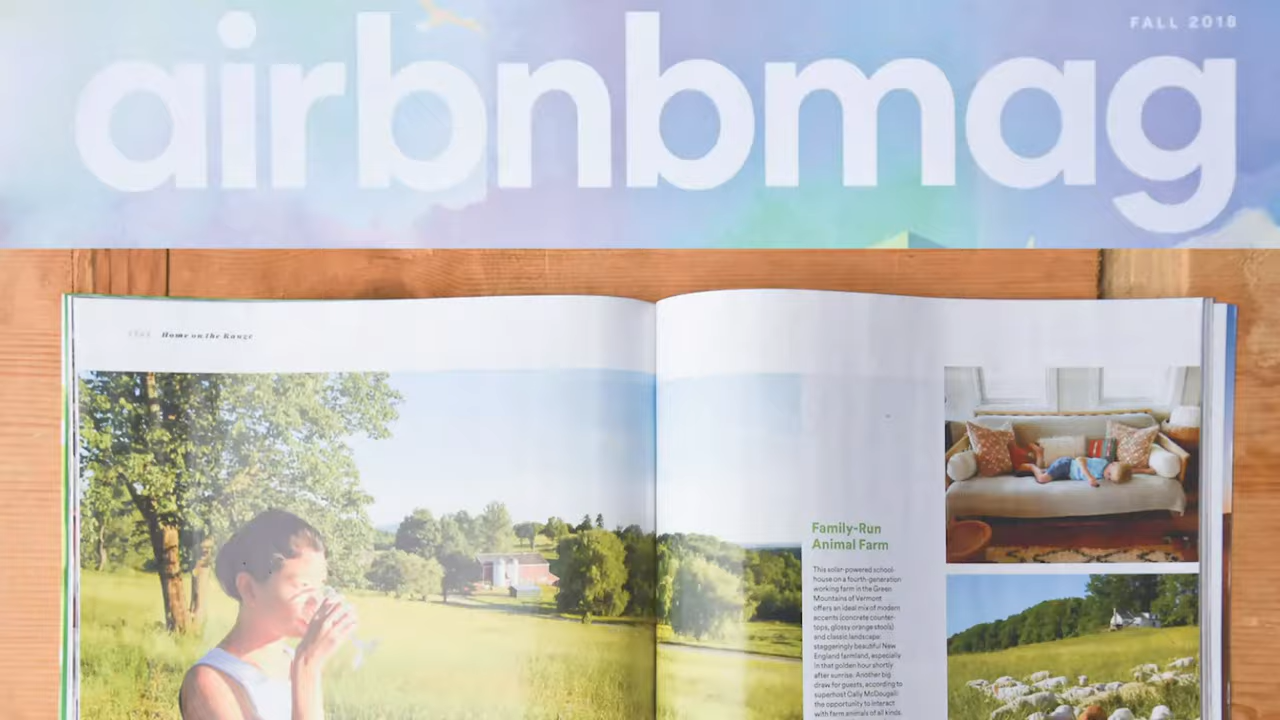 FALL 2018
airbnbmag
Home on the Range
Family-Run
Animal Farm
This solar-powered school-
house on a fourth-generation
working farm in the Green
Mountains of Vermont
offers an ideal mix of modern
accents (concrete counter-
tops, glossy orange stools)
and classic landscape:
staggeringly beautiful New
England farmland, especially
in that golden hour shortly
after sunrise. Another big
draw for guests, according to
superhost Cally McDougall:
the opportunity to interact
with farm animals of all kinds.